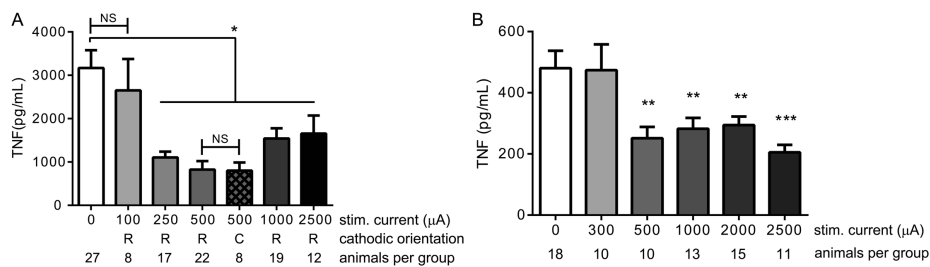 A
NS
*
4000
3000
2000
1000
0
TNF(pg/mL)
NS
0 100 250 500 500 1000 2500 stim. current (μA)
R R R R C R R cathodic orientation
27 8 17 22 8 19 12 animals per group
B
600
400
200
0
TNF (pg/mL)
** ** ** ***
0 300 500 1000 2000 2500 stim. current (μA)
18 10 10 13 15 11 animals per group